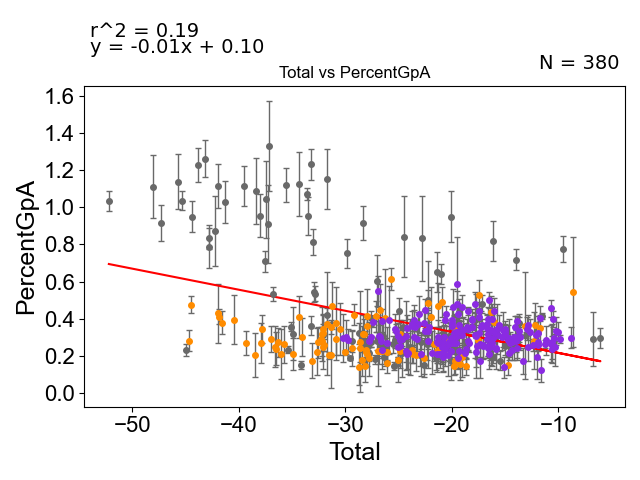 r^2 = 0.19
y = -0.01x + 0.10
N = 380
Total vs PercentGpA
1.6
1.4
1.2
1.0
0.8
0.6
0.4
0.2
0.0
PercentGpA
−50 −40 −30 −20 −10
Total